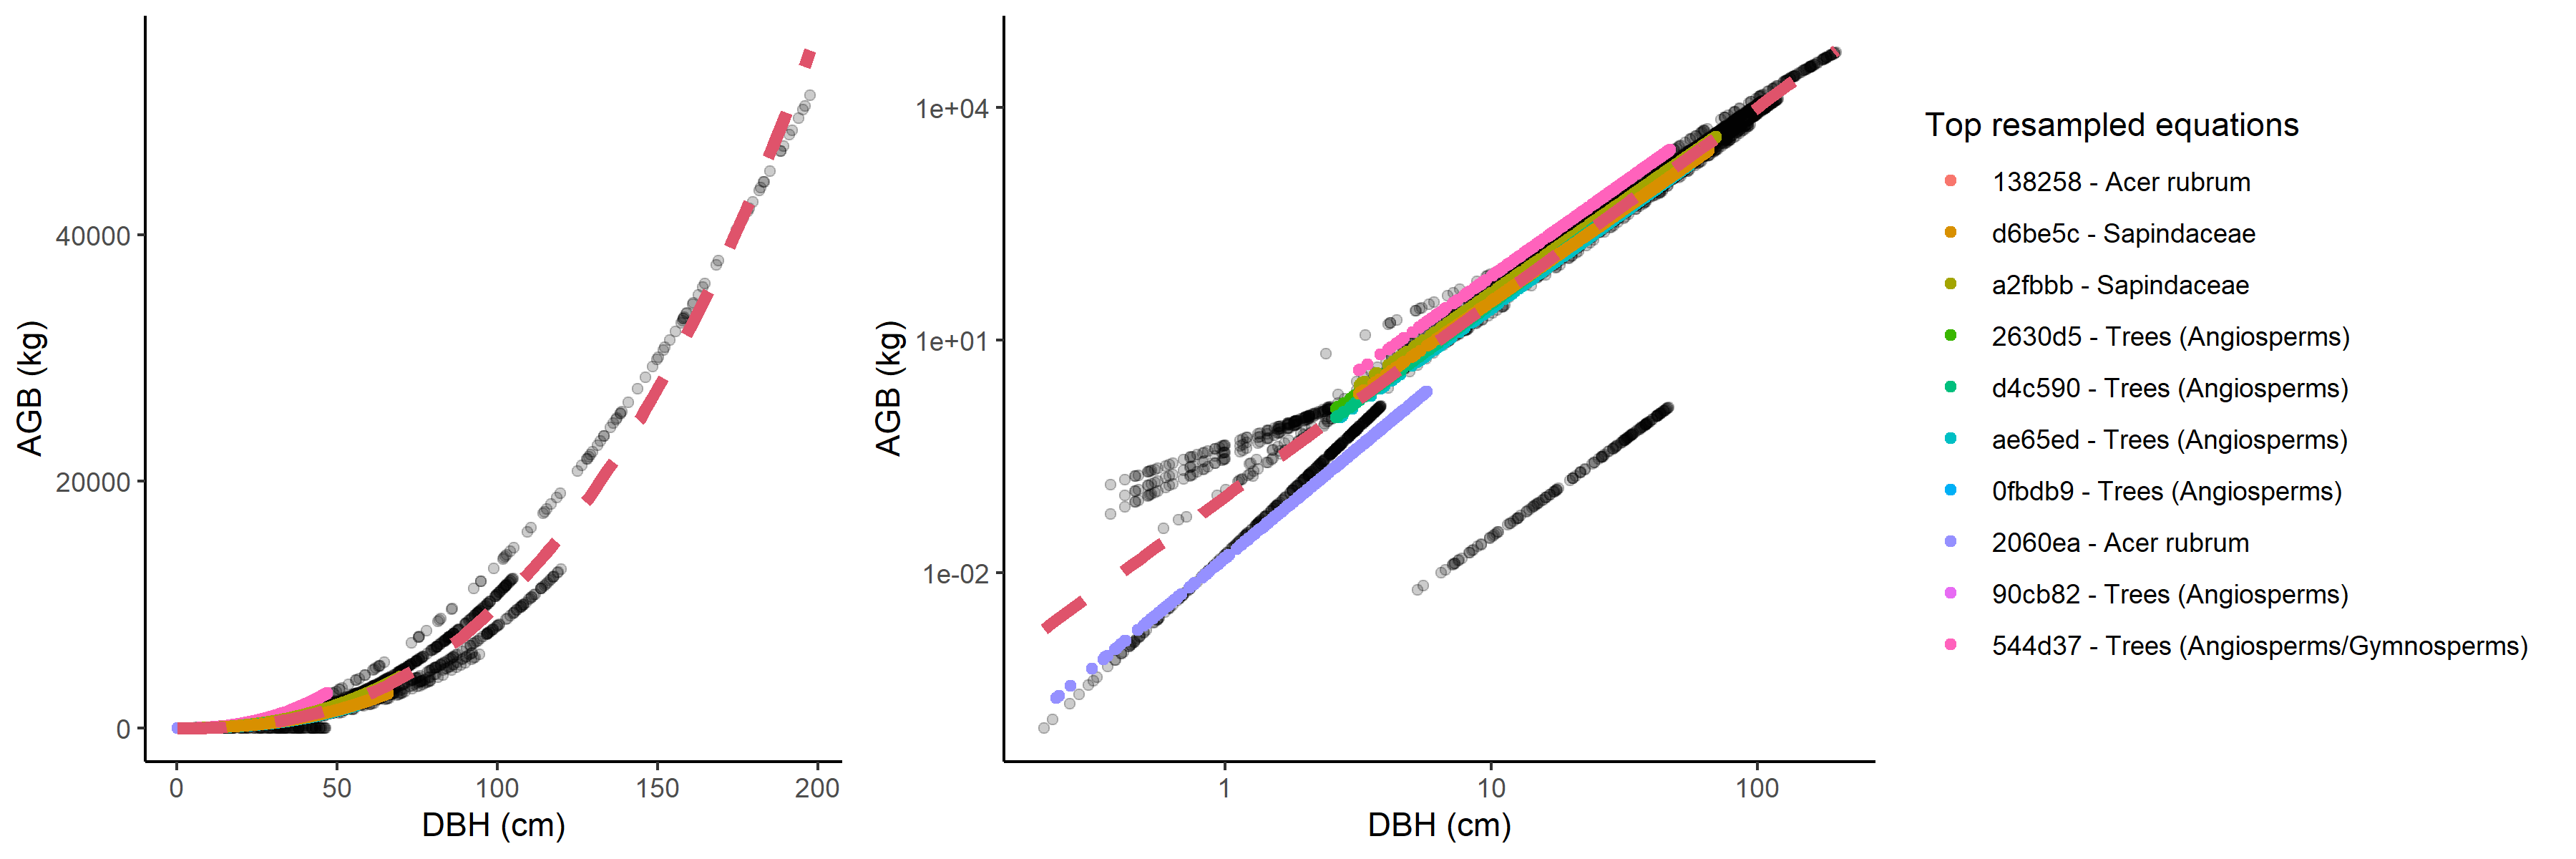 AGB (kg)
40000
20000
0
0 50 100 150 200
DBH (cm)
AGB (kg)
1e+04
1e+01
1e-02
1 10 100
DBH (cm)
Top resampled equations
138258 - Acer rubrum
d6be5c - Sapindaceae
a2fbbb - Sapindaceae
2630d5 - Trees (Angiosperms)
d4c590 - Trees (Angiosperms)
ae65ed - Trees (Angiosperms)
0fbdb9 - Trees (Angiosperms)
2060ea - Acer rubrum
90cb82 - Trees (Angiosperms)
544d37 - Trees (Angiosperms/Gymnosperms)